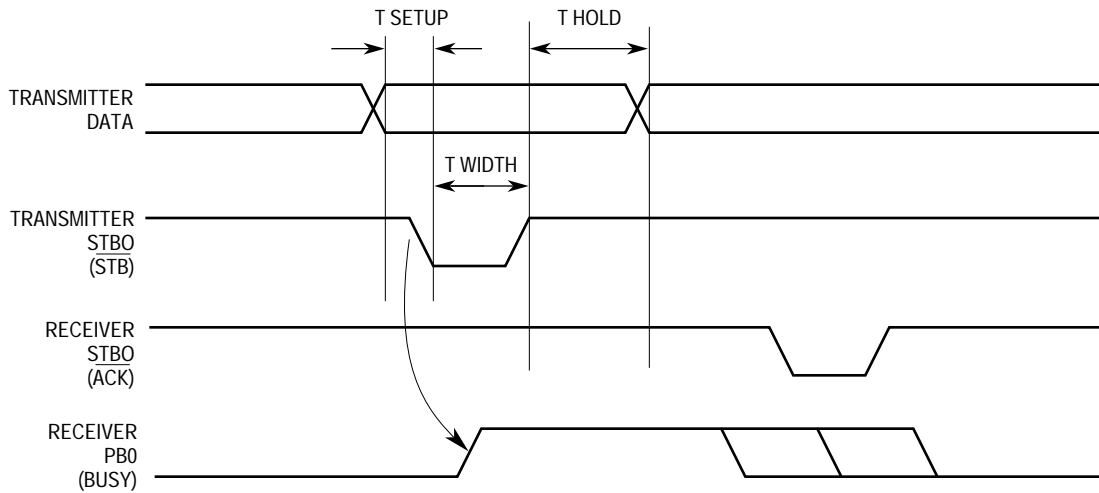 T SETUP
T HOLD
TRANSMITTER
DATA
T WIDTH
TRANSMITTER
STBO
(STB)
RECEIVER
STBO
(ACK)
RECEIVER
PB0
(BUSY)